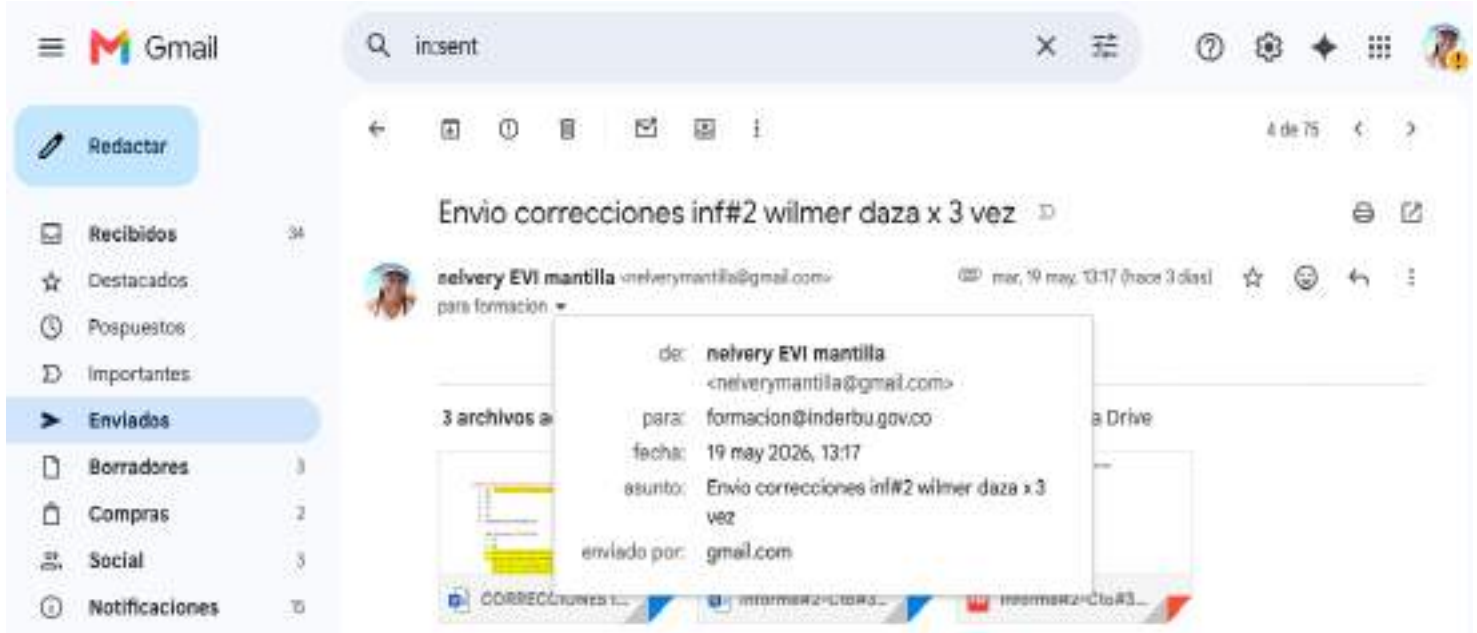 Gmail
in:sent
Redactar
4 de 75
Envio correcciones inf#2 wilmer daza x 3 vez
Recibidos 34
nelvery EVI mantilla <nelverymantilla@gmail.com> mar, 19 may, 13:17 (hace 3 días)
Destacados
para formacion
Pospuestos
de: nelvery EVI mantilla
<nelverymantilla@gmail.com>
Importantes
Enviados
3 archivos
para: formacion@inderbu.gov.co
a Drive
fecha: 19 may 2026, 13:17
Borradores 3
asunto: Envio correcciones inf#2 wilmer daza x 3
vez
Compras 2
enviado por: gmail.com
Social 3
CORRECCIONES I...
Informe#2-Cto#3...
Informe#2-Cto#3...
Notificaciones 15